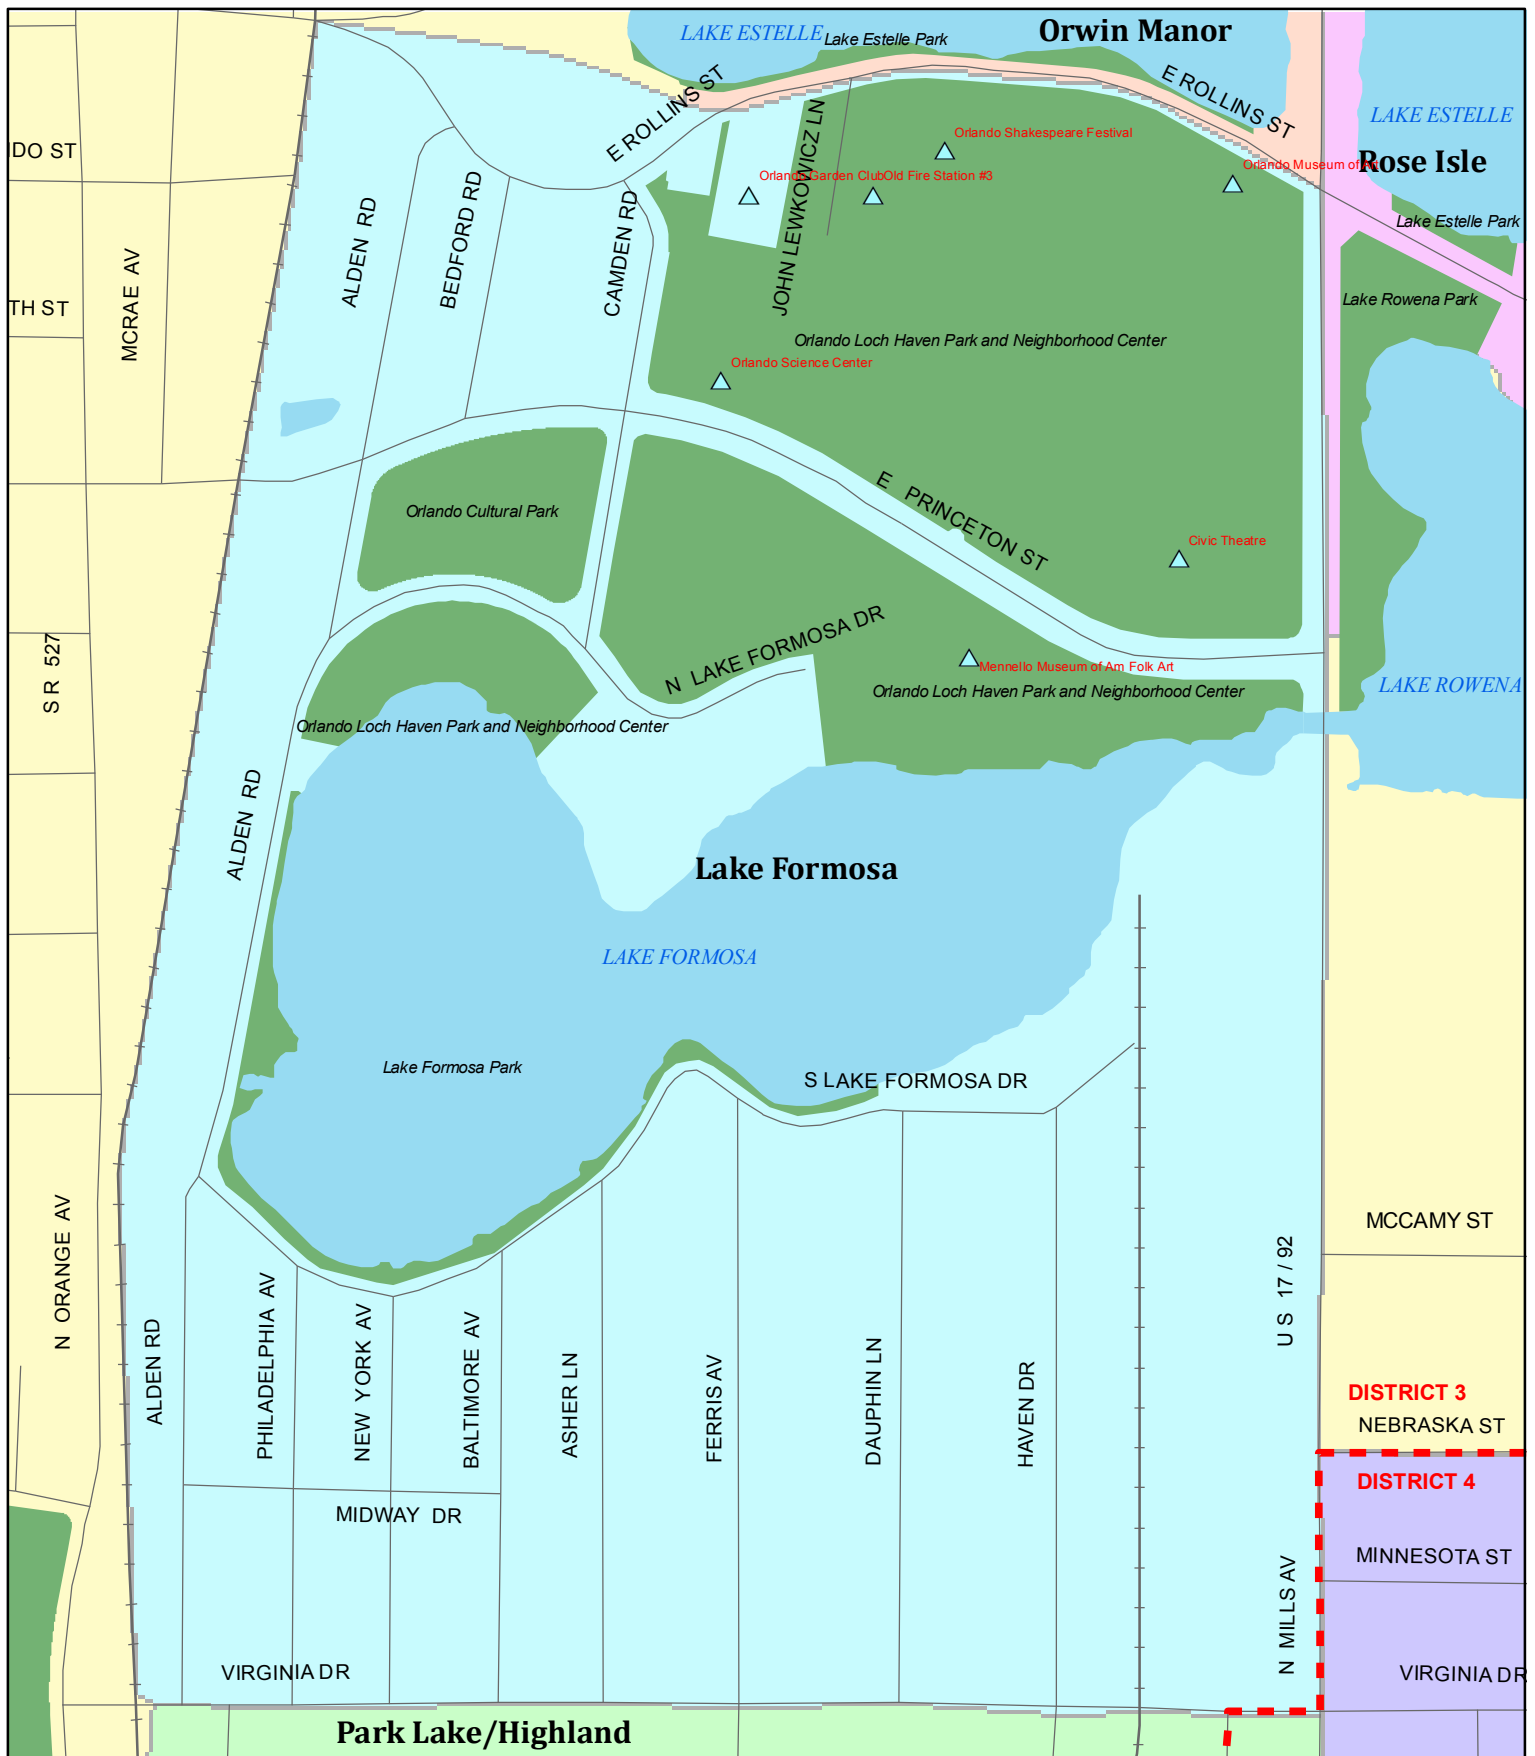 LAKE ESTELLE
Lake Estelle Park
Orwin Manor
E ROLLINS ST
E ROLLINS ST
LAKE ESTELLE
Orlando Shakespeare Festival
Rose Isle
Orlando Museum of Art
IDO ST
Orlando Garden Club
Old Fire Station #3
JOHN LEWKOWICZ LN
Lake Estelle Park
ALDEN RD
BEDFORD RD
CAMDEN RD
MCRAE AV
TH ST
Lake Rowena Park
Orlando Loch Haven Park and Neighborhood Center
Orlando Science Center
E PRINCETON ST
Orlando Cultural Park
Civic Theatre
S R 527
N LAKE FORMOSA DR
Mennello Museum of Am Folk Art
Orlando Loch Haven Park and Neighborhood Center
LAKE ROWENA
Orlando Loch Haven Park and Neighborhood Center
ALDEN RD
Lake Formosa
LAKE FORMOSA
Lake Formosa Park
S LAKE FORMOSA DR
N ORANGE AV
MCCAMY ST
U S 17 / 92
ALDEN RD
PHILADELPHIA AV
NEW YORK AV
BALTIMORE AV
ASHER LN
FERRIS AV
DAUPHIN LN
HAVEN DR
DISTRICT 3
NEBRASKA ST
DISTRICT 4
MIDWAY DR
MINNESOTA ST
N MILLS AV
VIRGINIA DR
VIRGINIA DR
Park Lake/Highland